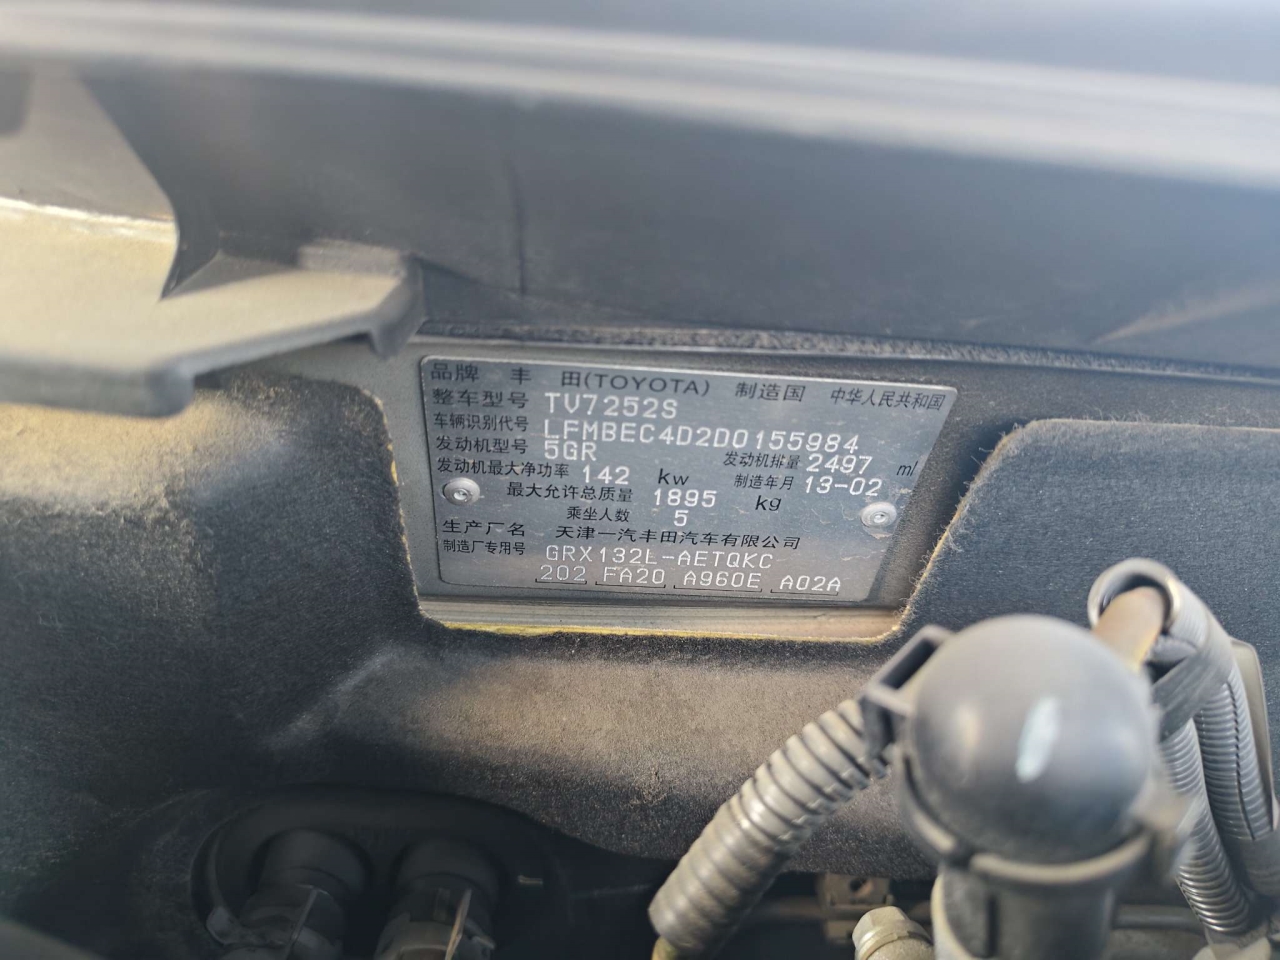 品牌 丰 田(TOYOTA) 制造国 中华人民共和国
整车型号 TV7252S
车辆识别代号 LFMBEC4D2D0155984
发动机型号 5GR 发动机排量 2497 ml
发动机最大净功率 142 kw 制造年月 13-02
最大允许总质量 1895 kg
乘坐人数 5
生产厂名 天津一汽丰田汽车有限公司
制造厂专用号 GRX132L-AETQKC
202 FA20 A960E A02A